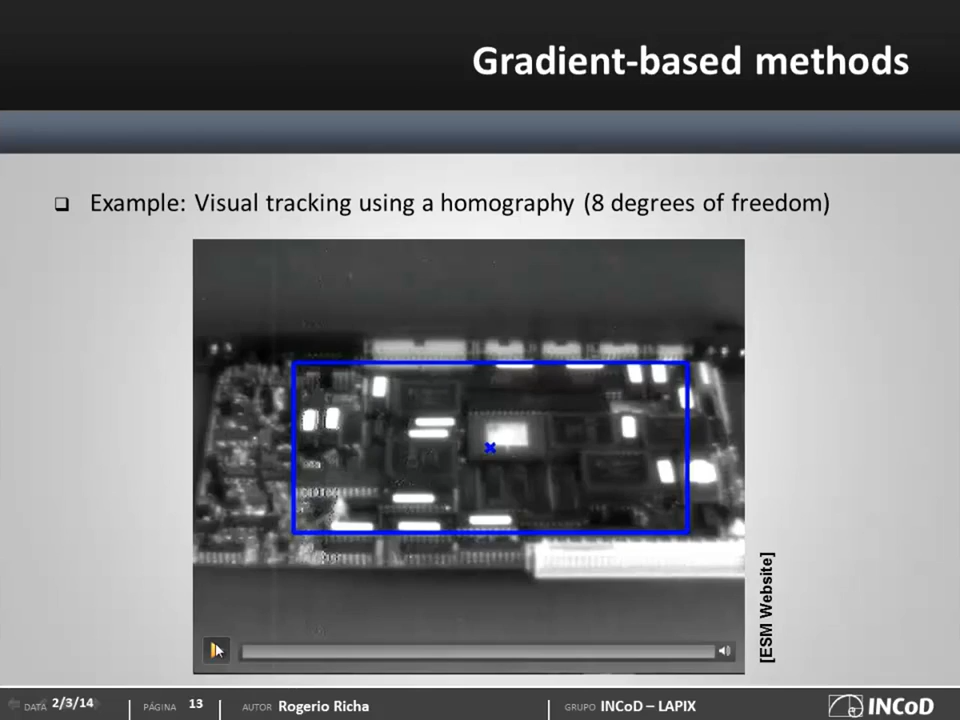 Gradient-based methods
Example: Visual tracking using a homography (8 degrees of freedom)
[ESM Website]
DATA 2/3/14
PÁGINA 13
AUTOR Rogerio Richa
GRUPO INCoD – LAPIX
INCoD